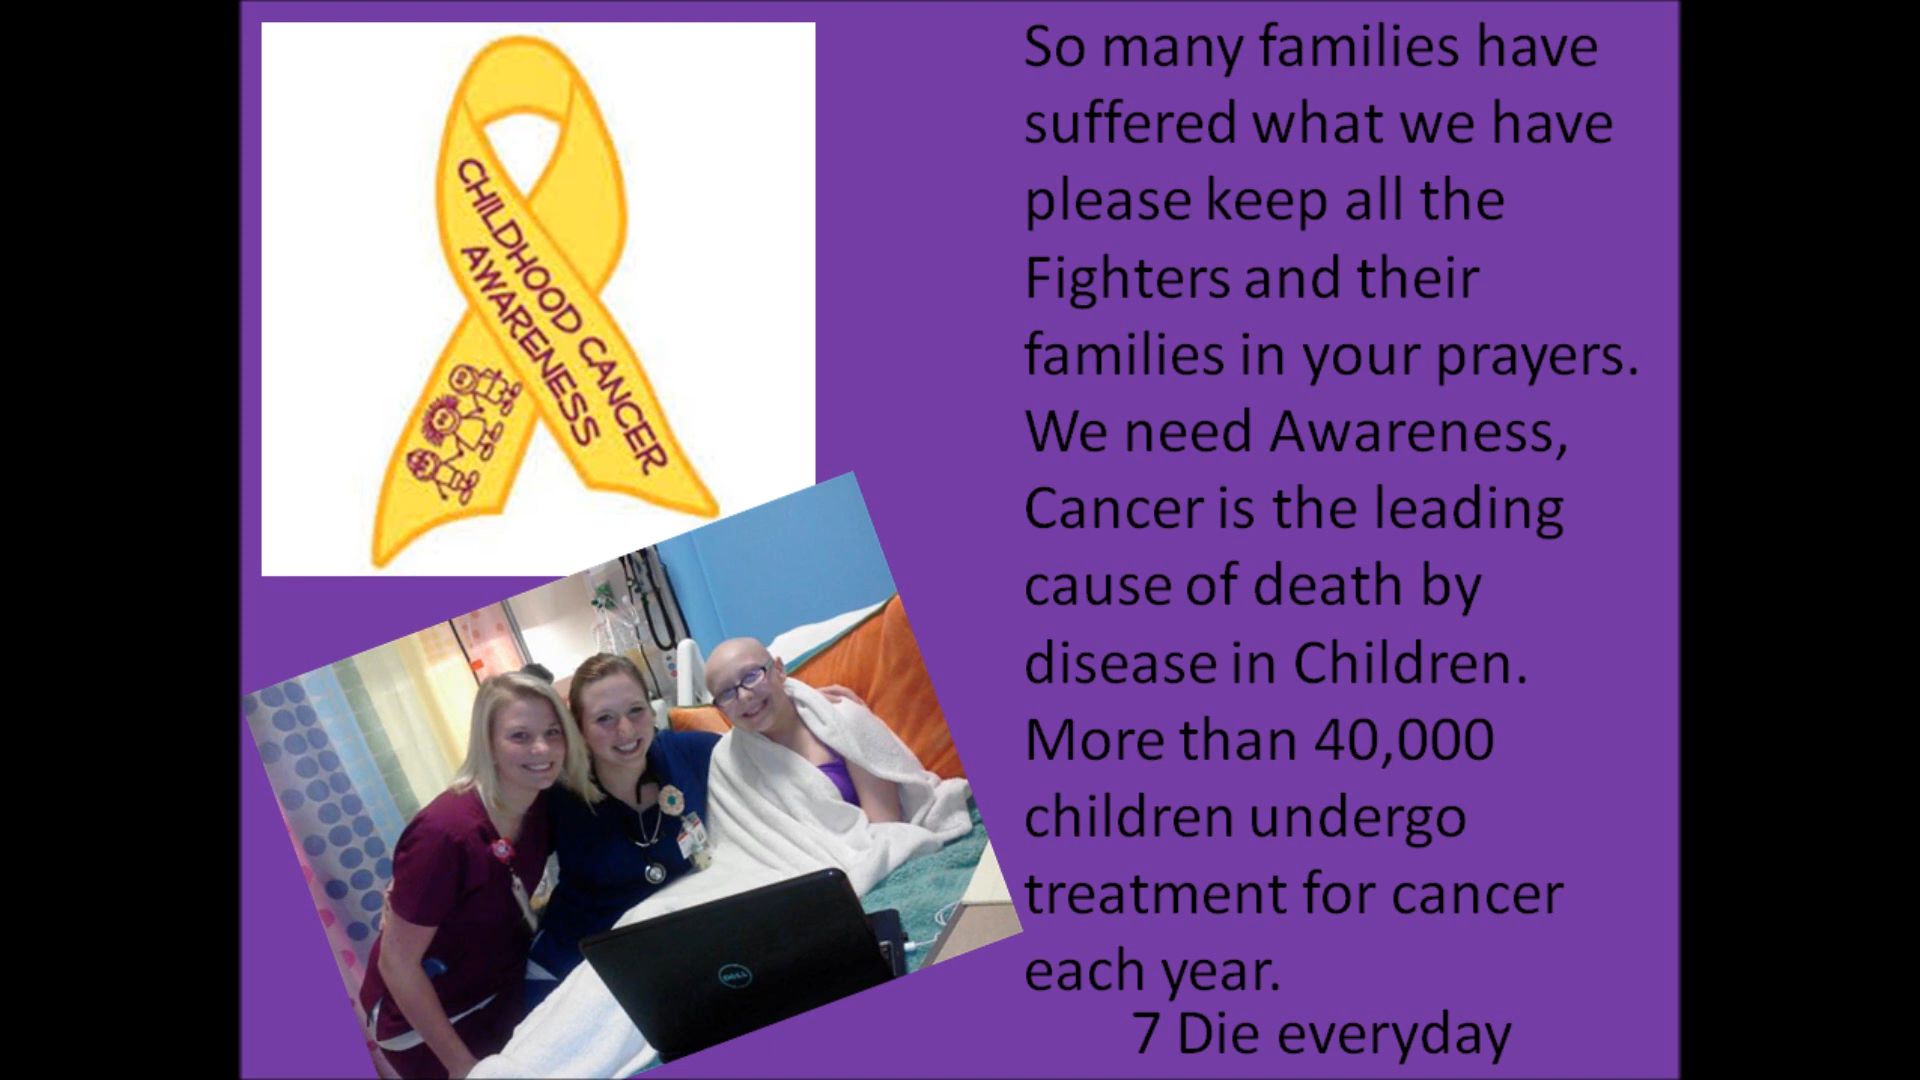 CHILDHOOD CANCER
AWARENESS
So many families have
suffered what we have
please keep all the
Fighters and their
families in your prayers.
We need Awareness,
Cancer is the leading
cause of death by
disease in Children.
More than 40,000
children undergo
treatment for cancer
each year.
7 Die everyday
DELL